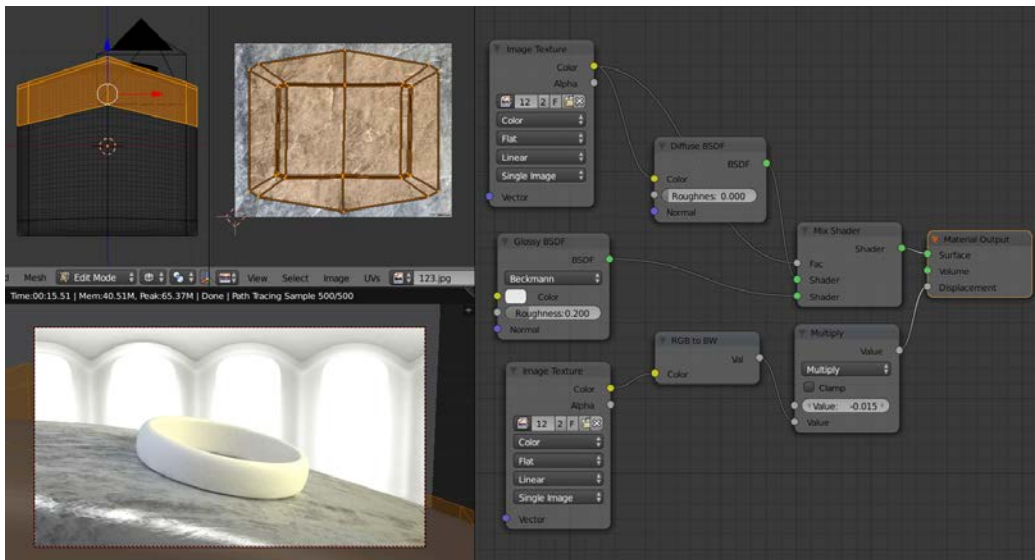 Image Texture
Color
Alpha
12 2 F
Color
Flat
Linear
Single Image
Vector
Diffuse BSDF
BSDF
Color
Roughnes: 0.000
Normal
Glossy BSDF
BSDF
Beckmann
Color
Roughness:0.200
Normal
Mix Shader
Shader
Fac
Shader
Shader
Material Output
Surface
Volume
Displacement
d Mesh Edit Mode View Select Image UVs 123.jpg
Time:00:15.51 | Mem:40.51M, Peak:65.37M | Done | Path Tracing Sample 500/500
RGB to BW
Val
Color
Multiply
Value
Multiply
Clamp
Value: -0.015
Value
Image Texture
Color
Alpha
12 2 F
Color
Flat
Linear
Single Image
Vector